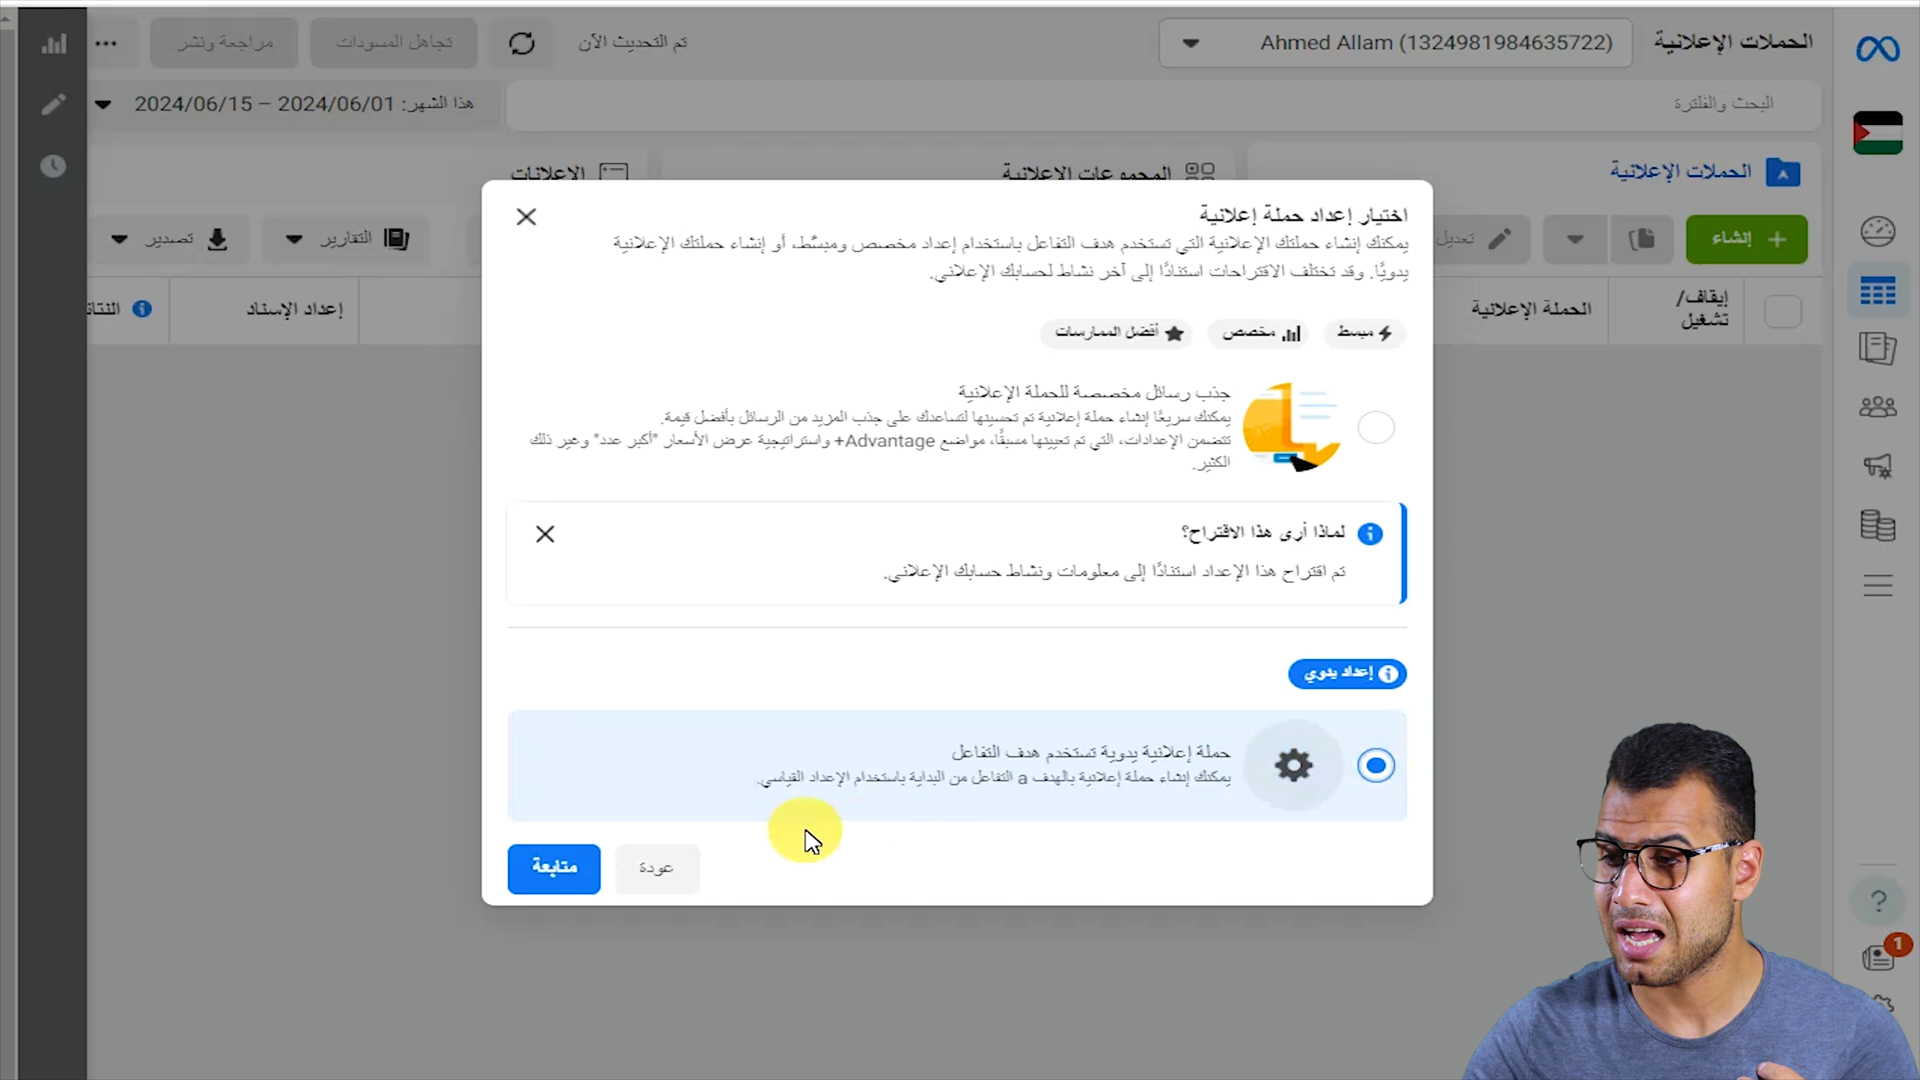 الحملات الإعلانية
Ahmed Allam (1324981984635722)
تم التحديث الآن
تجاهل المسودات
مراجعة ونشر
البحث والفلترة
هذا الشهر: 2024/06/01 – 2024/06/15
الحملات الإعلانية
المجموعات الإعلانية
الإعلانات
إنشاء
تعديل
التقارير
تصدير
إيقاف/
تشغيل
الحملة الإعلانية
إعداد الإسناد
اختيار إعداد حملة إعلانية
يمكنك إنشاء حملتك الإعلانية التي تستخدم هدف التفاعل باستخدام إعداد مخصص ومبسَّط، أو إنشاء حملتك الإعلانية
يدويًا. وقد تختلف الاقتراحات استنادًا إلى آخر نشاط لحسابك الإعلاني.
مبسط
مخصص
أفضل الممارسات
جذب رسائل مخصصة للحملة الإعلانية
يمكنك سريعًا إنشاء حملة إعلانية تم تحسينها لتساعدك على جذب المزيد من الرسائل بأفضل قيمة.
تتضمن الإعدادات، التي تم تعيينها مسبقًا، مواضع Advantage+ واستراتيجية عرض الأسعار "أكبر عدد" وغير ذلك
الكثير.
لماذا أرى هذا الاقتراح؟
تم اقتراح هذا الإعداد استنادًا إلى معلومات ونشاط حسابك الإعلاني.
إعداد يدوي
حملة إعلانية يدوية تستخدم هدف التفاعل
يمكنك إنشاء حملة إعلانية بالهدف a التفاعل من البداية باستخدام الإعداد القياسي.
عودة
متابعة
1